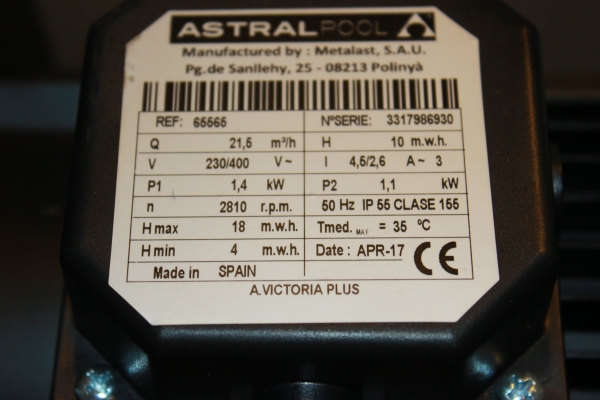 ASTRALPOOL
Manufactured by : Metalast, S.A.U.
Pg.de Sanllehy, 25 - 08213 Polinyà
REF: 65565 NºSERIE: 3317986930
Q 21,5 m³/h H 10 m.w.h.
V 230/400 V~ I 4,5/2,6 A~ 3
P1 1,4 kW P2 1,1 kW
n 2810 r.p.m. 50 Hz IP 55 CLASE 155
H max 18 m.w.h. Tmed. MAX = 35 ºC
H min 4 m.w.h. Date : APR-17 CE
Made in SPAIN
A.VICTORIA PLUS